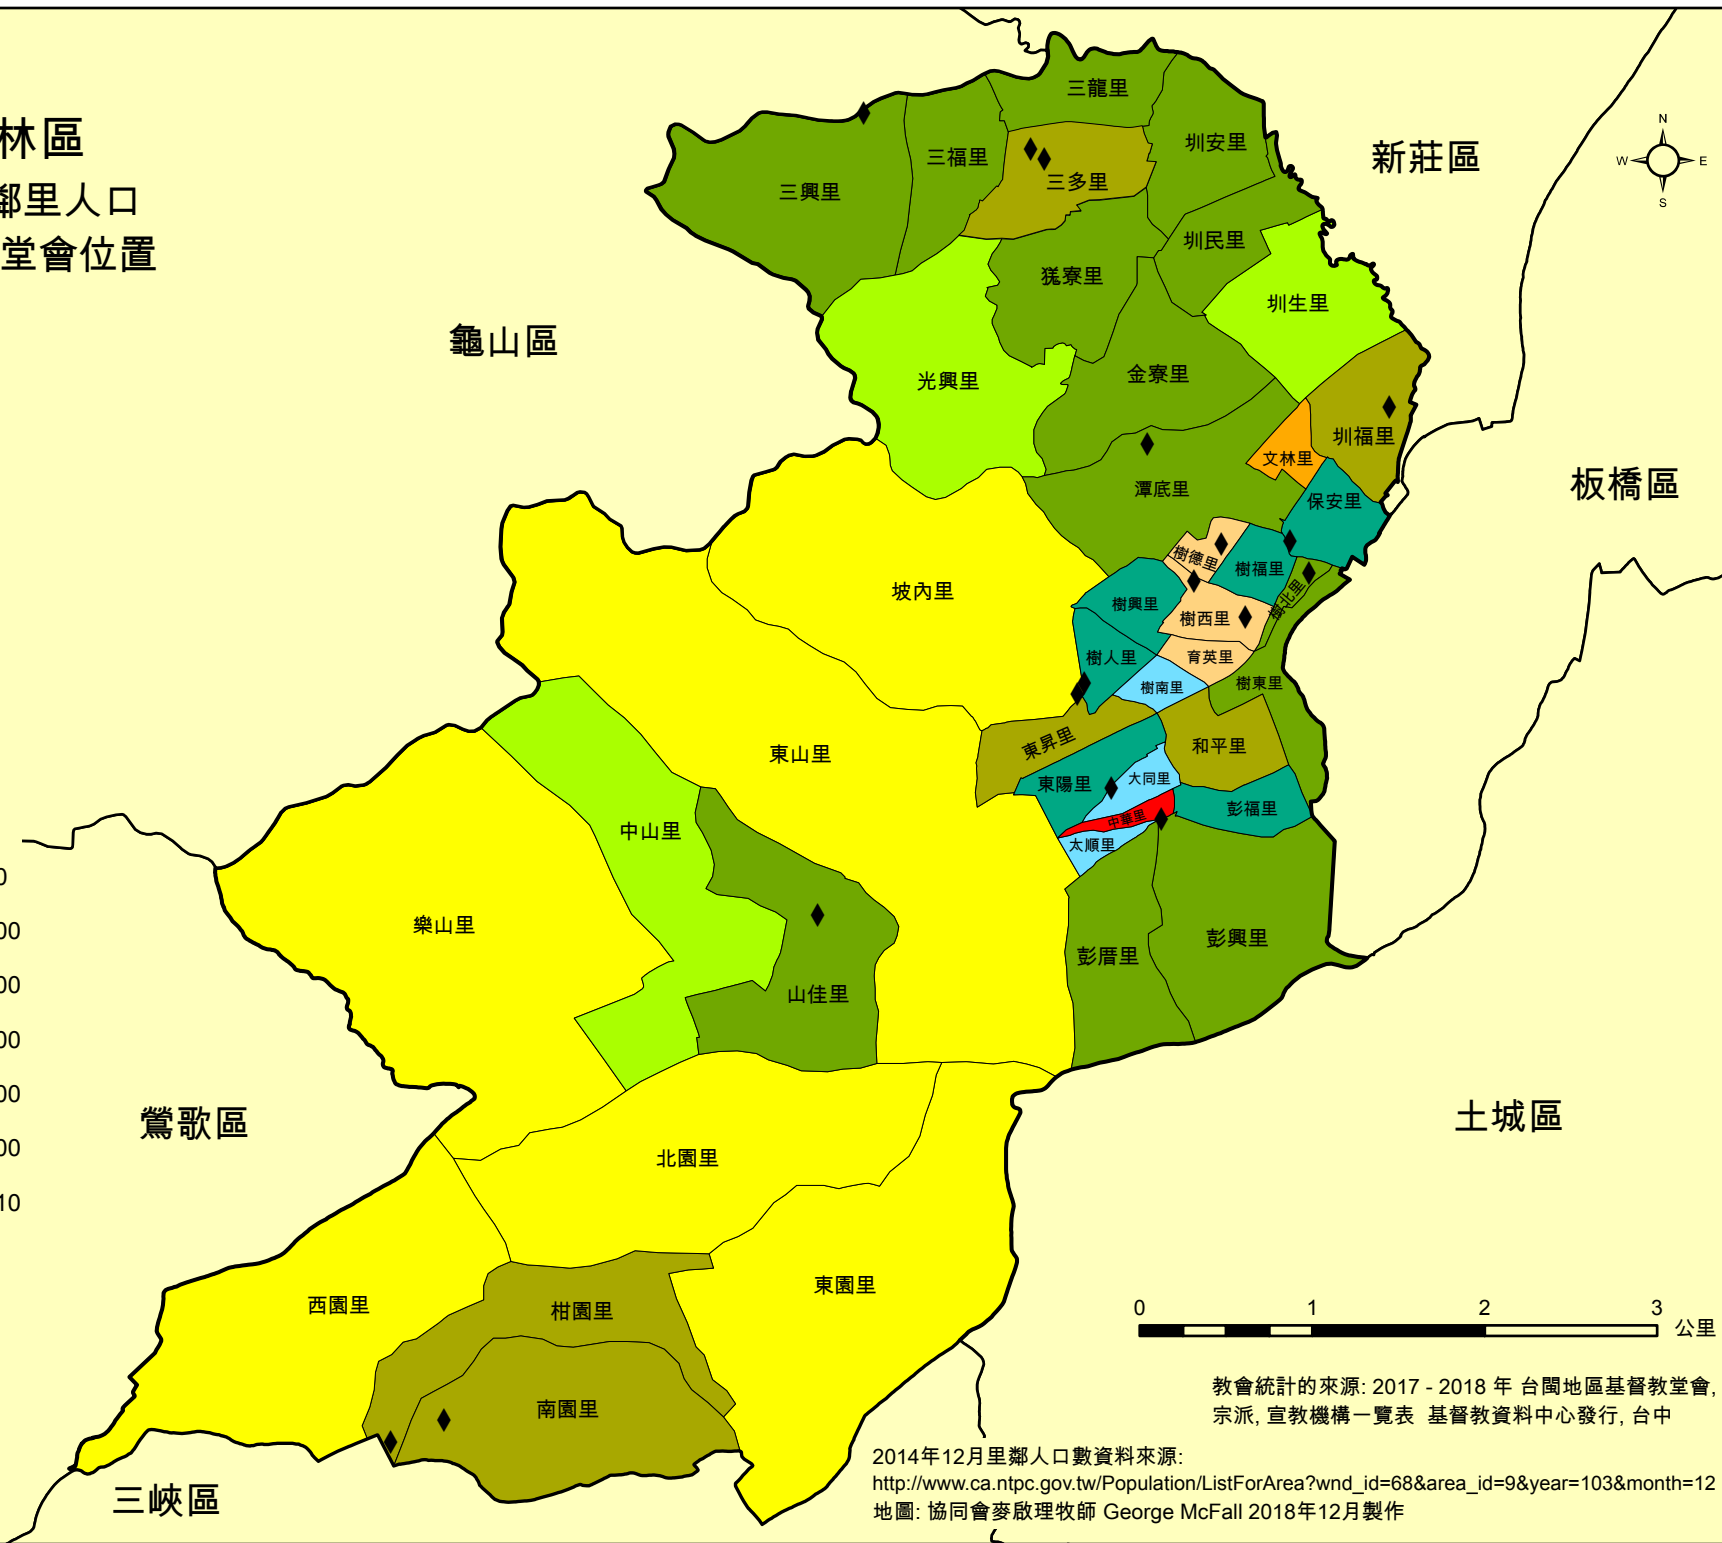 林區
鄰里人口
堂會位置
N
W E
S
新莊區
龜山區
板橋區
鶯歌區
土城區
三峽區
三龍里
三福里
三興里
三多里
圳安里
圳民里
圳生里
光興里
金寮里
圳福里
文林里
潭底里
保安里
樹德里
樹福里
樹北里
坡內里
樹興里
樹西里
樹人里
育英里
樹南里
樹東里
東昇里
和平里
東山里
東陽里
大同里
彭福里
中華里
太順里
中山里
樂山里
彭厝里
彭興里
山佳里
北園里
東園里
西園里
柑園里
南園里
0
00
00
00
00
00
10
0 1 2 3
公里
教會統計的來源: 2017 - 2018 年 台閩地區基督教堂會,
宗派, 宣教機構一覽表 基督教資料中心發行, 台中
2014年12月里鄰人口數資料來源:
http://www.ca.ntpc.gov.tw/Population/ListForArea?wnd_id=68&area_id=9&year=103&month=12
地圖: 協同會麥啟理牧師 George McFall 2018年12月製作